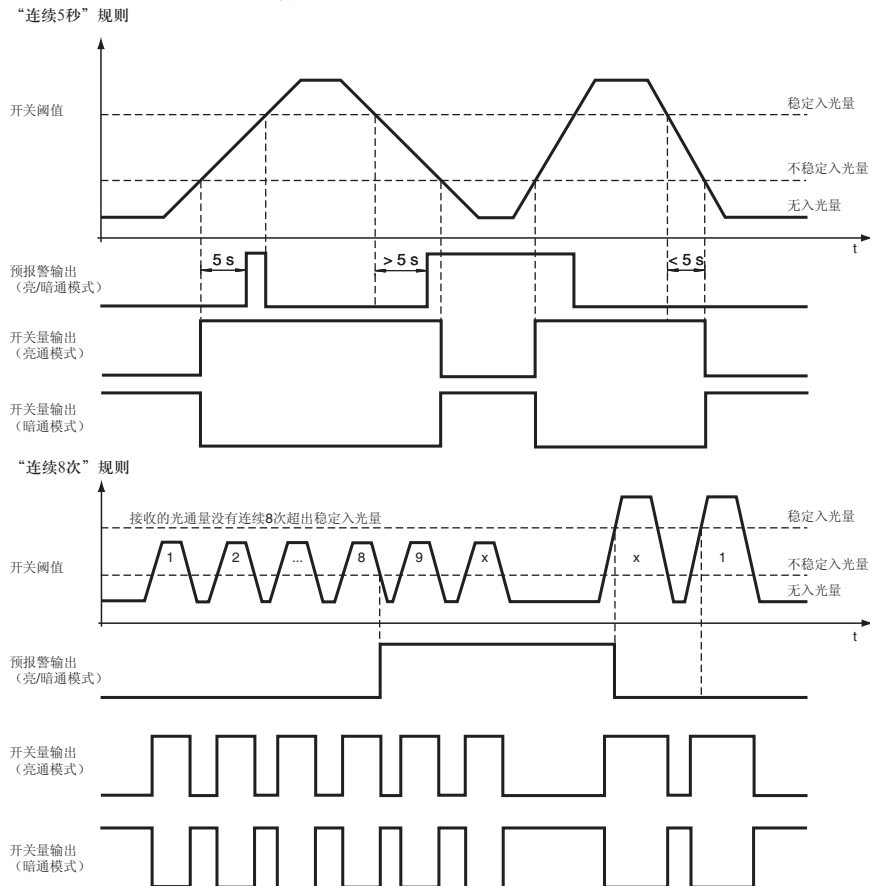 “连续5秒”规则
开关阈值
稳定入光量
不稳定入光量
无入光量
t
预报警输出
（亮/暗通模式）
5 s
> 5 s
< 5 s
开关量输出
（亮通模式）
开关量输出
（暗通模式）
“连续8次”规则
接收的光通量没有连续8次超出稳定入光量
稳定入光量
开关阈值
1
2
...
8
9
x
x
1
不稳定入光量
无入光量
t
预报警输出
（亮/暗通模式）
开关量输出
（亮通模式）
开关量输出
（暗通模式）